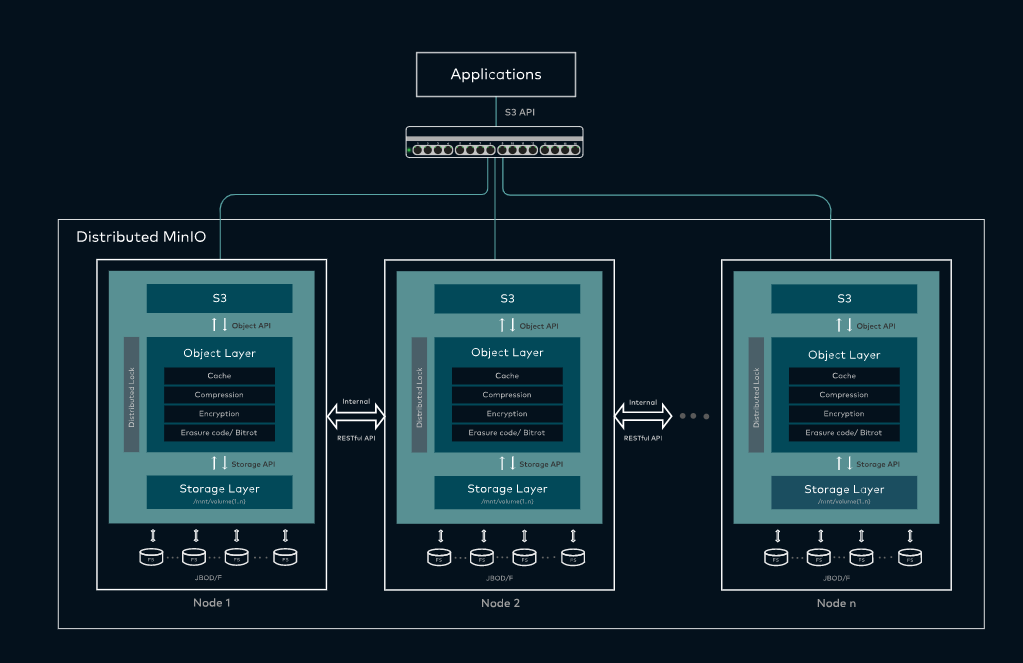 Applications
S3 API
Distributed MinIO
S3
Object API
Distributed Lock
Object Layer
Cache
Compression
Encryption
Erasure code/ Bitrot
Storage API
Storage Layer
/mnt/volume(1..n)
FS FS FS FS
JBOD/F
Node 1
Internal
RESTful API
S3
Object API
Distributed Lock
Object Layer
Cache
Compression
Encryption
Erasure code/ Bitrot
Storage API
Storage Layer
/mnt/volume(1..n)
FS FS FS FS
JBOD/F
Node 2
Internal
RESTful API
S3
Object API
Distributed Lock
Object Layer
Cache
Compression
Encryption
Erasure code/ Bitrot
Storage API
Storage Layer
/mnt/volume(1..n)
FS FS FS FS
JBOD/F
Node n